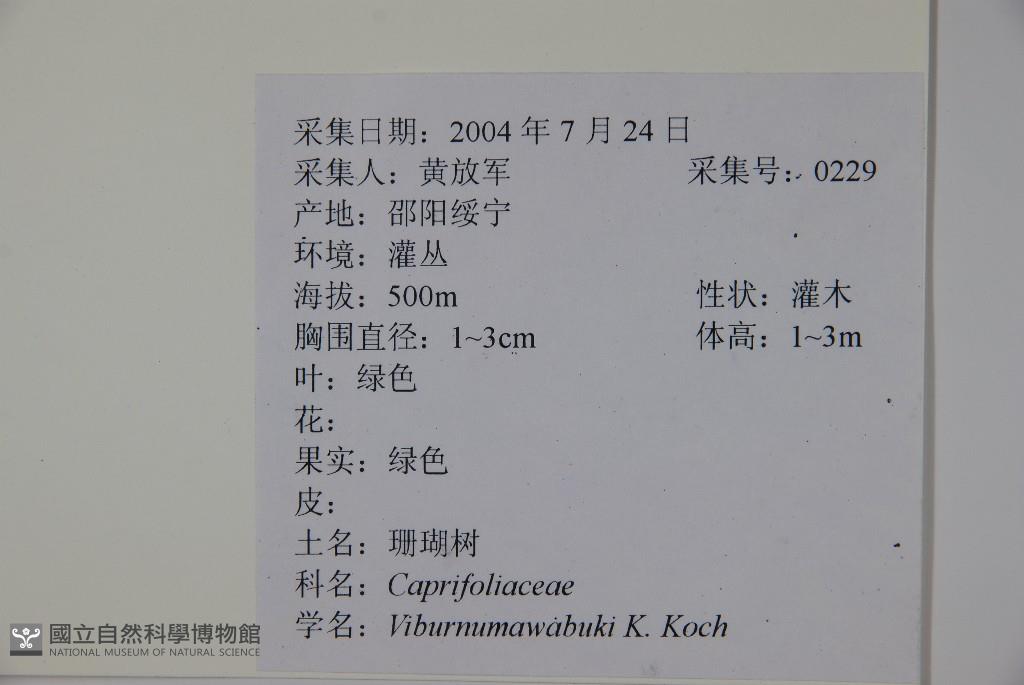 采集日期：2004 年 7 月 24 日
采集人：黄放军 采集号：0229
产地：邵阳绥宁
环境：灌丛
海拔：500m 性状：灌木
胸围直径：1~3cm 体高：1~3m
叶：绿色
花：
果实：绿色
皮：
土名：珊瑚树
科名：Caprifoliaceae
学名：Viburnumawabuki K. Koch
國立自然科學博物館
NATIONAL MUSEUM OF NATURAL SCIENCE